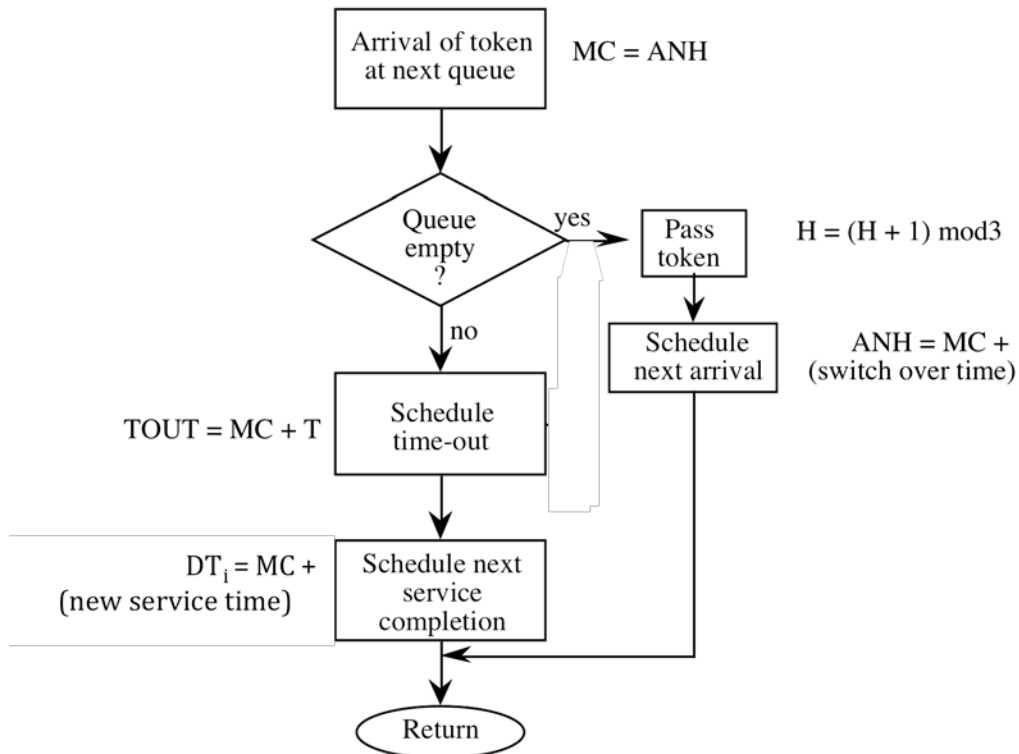 Arrival of token
at next queue
MC = ANH
Queue
empty
?
yes
Pass
token
H = (H + 1) mod3
no
Schedule
next arrival
ANH = MC +
(switch over time)
TOUT = MC + T
Schedule
time-out
DTi = MC +
(new service time)
Schedule next
service
completion
Return